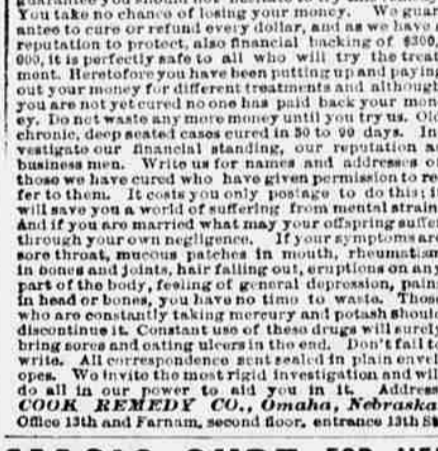 guarantee you should not hesitate to try this remedy.
You take no chance of losing your money. We guar
antee to cure or refund every dollar, and as we have
reputation to protect, also financial backing of $300,
000, it is perfectly safe to all who will try the treat
ment. Heretofore you have been putting up and payin
out your money for different treatments and although
you are not yet cured no one has paid back your mon
ey. Do not waste any more money until you try us. Old
chronic, deep seated cases cured in 50 to 90 days. In
vestigate our financial standing, our reputation as
business men. Write us for names and addresses of
those we have cured who have given permission to re
fer to them. It costs you only postage to do this; i
will save you a world of suffering from mental strain
And if you are married what may your offspring suffer
through your own negligence. If your symptoms are
sore throat, mucous patches in mouth, rheumatism
in bones and joints, hair falling out, eruptions on any
part of the body, feeling of general depression, pains
in head or bones, you have no time to waste. Those
who are constantly taking mercury and potash should
discontinue it. Constant use of these drugs will surely
bring sores and eating ulcers in the end. Don't fail to
write. All correspondence sent sealed in plain envel
opes. We invite the most rigid investigation and will
do all in our power to aid you in it. Address
COOK REMEDY CO., Omaha, Nebraska
Office 13th and Farnam, second floor, entrance 13th St